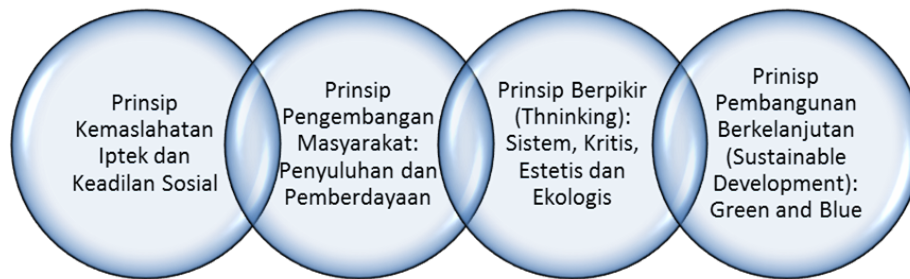 Prinsip
Kemaslahatan
Iptek dan
Keadilan Sosial
Prinsip
Pengembangan
Masyarakat:
Penyuluhan dan
Pemberdayaan
Prinsip Berpikir
(Thninking):
Sistem, Kritis,
Estetis dan
Ekologis
Prinisp
Pembangunan
Berkelanjutan
(Sustainable
Development):
Green and Blue